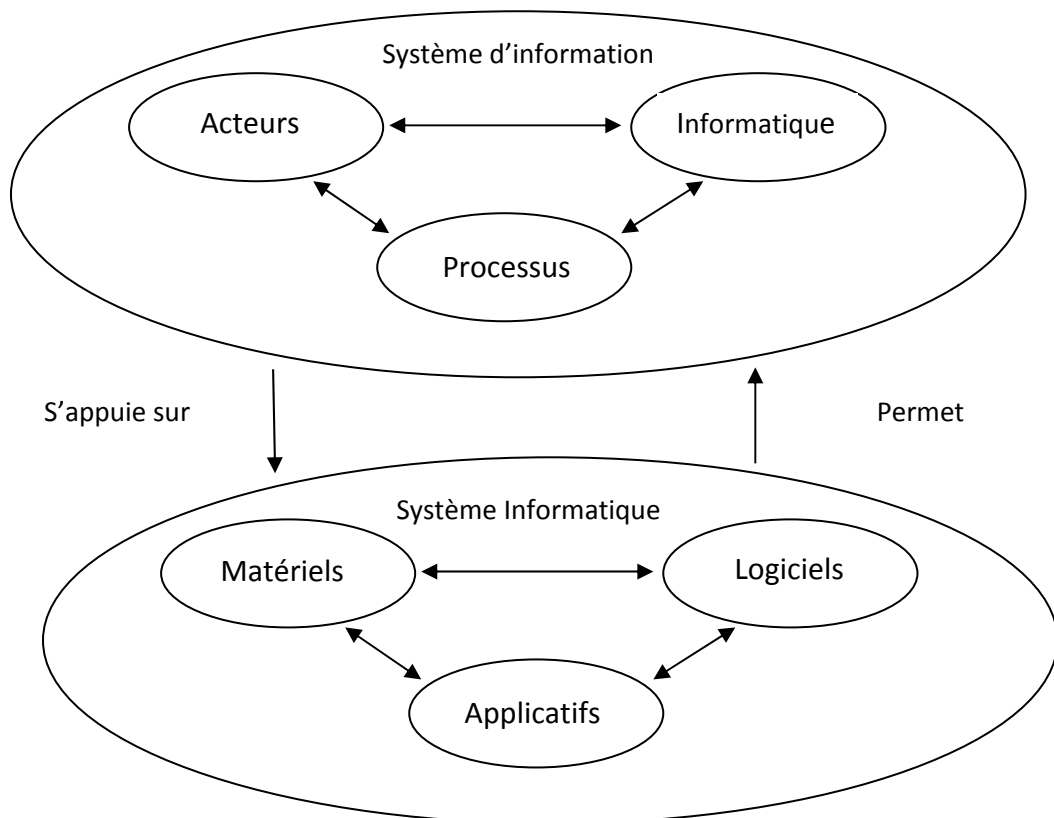 Système d’information
Acteurs
Informatique
Processus
S’appuie sur
Permet
Système Informatique
Matériels
Logiciels
Applicatifs